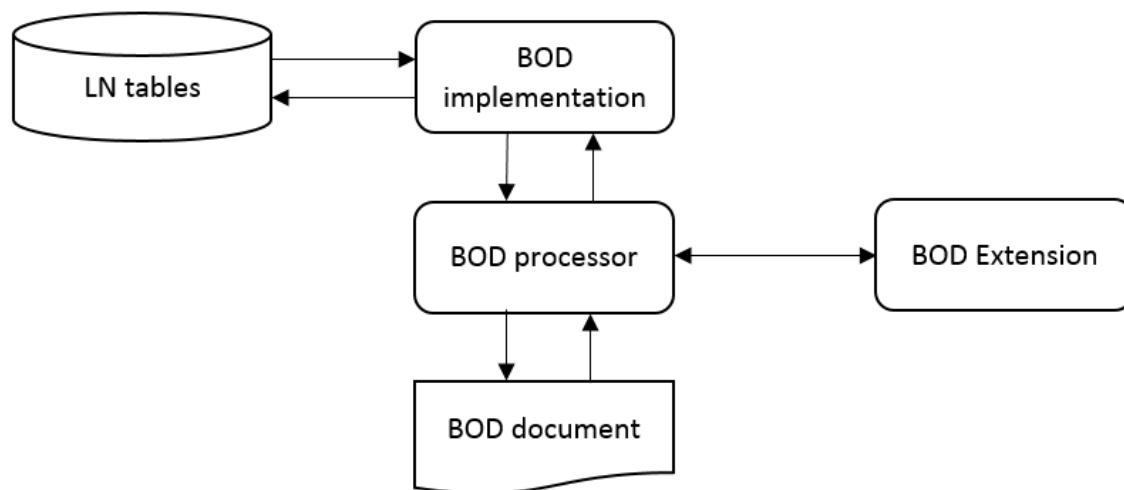 LN tables
BOD
implementation
BOD processor
BOD Extension
BOD document